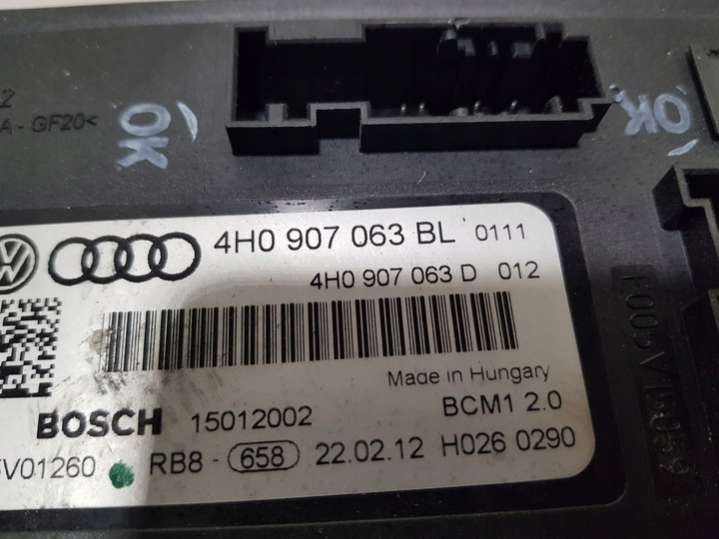 2
A - GF20<
OK
OK
4H0 907 063 BL 0111
4H0 907 063 D 012
Made in Hungary
BOSCH 15012002 BCM1 2.0
V01260 RB8 - 658 22.02.12 H026 0290